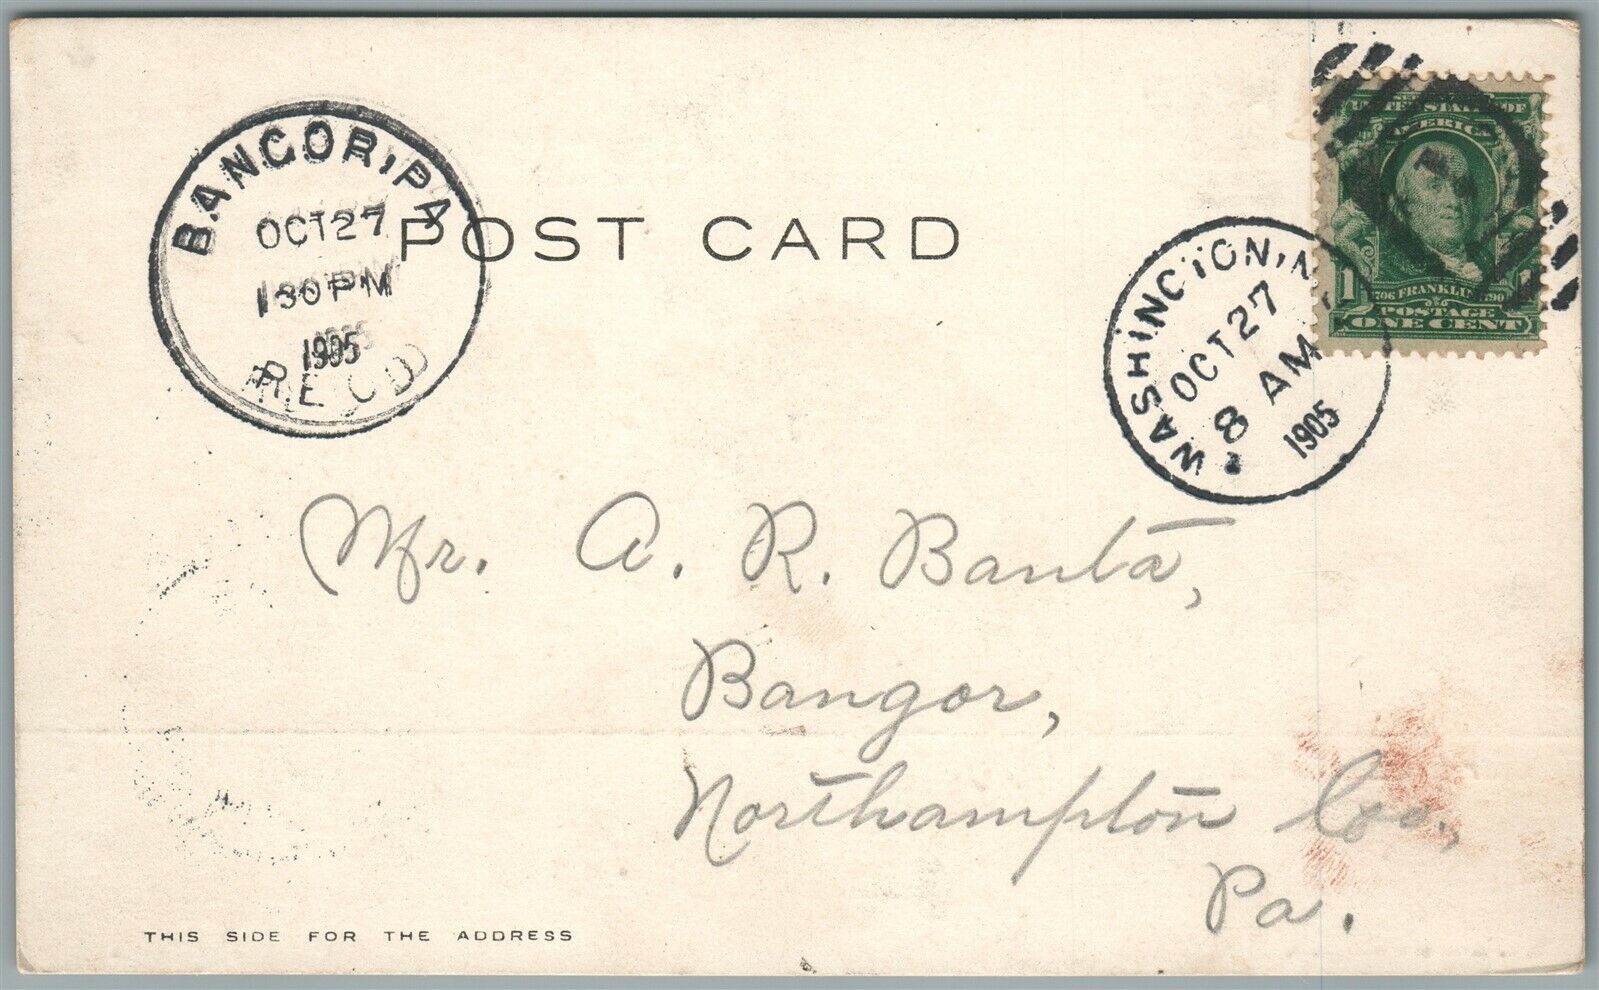 BANGOR, PA
OCT 27
130 PM
1905
REC'D
POST CARD
WASHINGTON, N
OCT 27
8 AM
1905
UNITED STATES OF
AMERICA
1
1706 FRANKLIN 1790
POSTAGE
ONE CENT
Mr. A. R. Banta,
Bangor,
Northampton Co.,
Pa.
THIS SIDE FOR THE ADDRESS